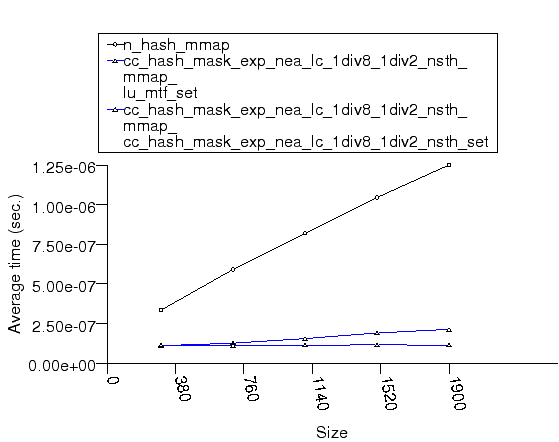 n_hash_mmap
cc_hash_mask_exp_nea_lc_1div8_1div2_nsth_
mmap_
lu_mtf_set
cc_hash_mask_exp_nea_lc_1div8_1div2_nsth_
mmap_
cc_hash_mask_exp_nea_lc_1div8_1div2_nsth_set
1.25e-06
1.00e-06
7.50e-07
5.00e-07
2.50e-07
0.00e+00
Average time (sec.)
0
380
760
1140
1520
1900
Size